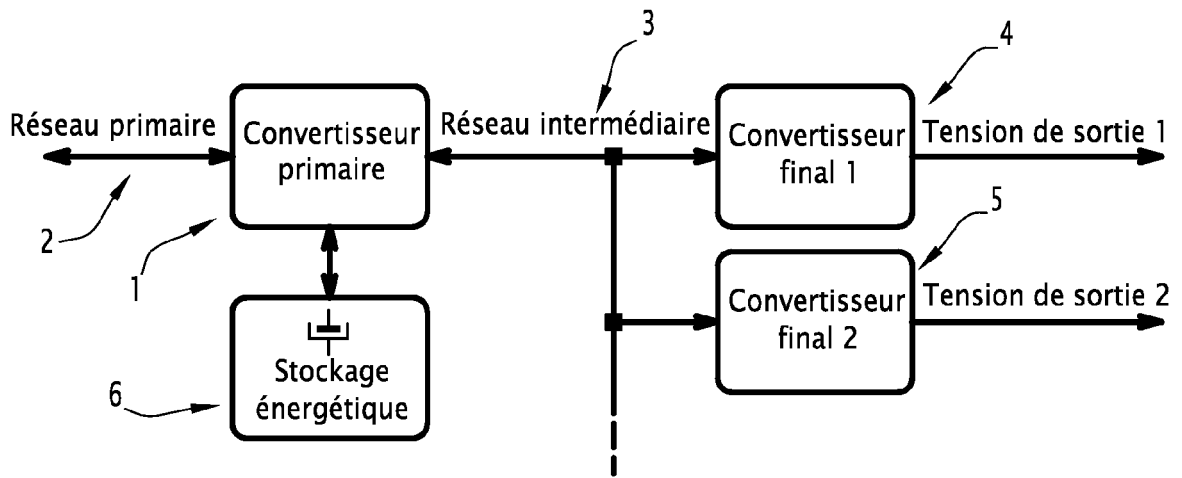 3
4
Réseau primaire
Convertisseur
primaire
Réseau intermédiaire
Convertisseur
final 1
Tension de sortie 1
2
1
5
Convertisseur
final 2
Tension de sortie 2
6
Stockage
énergétique